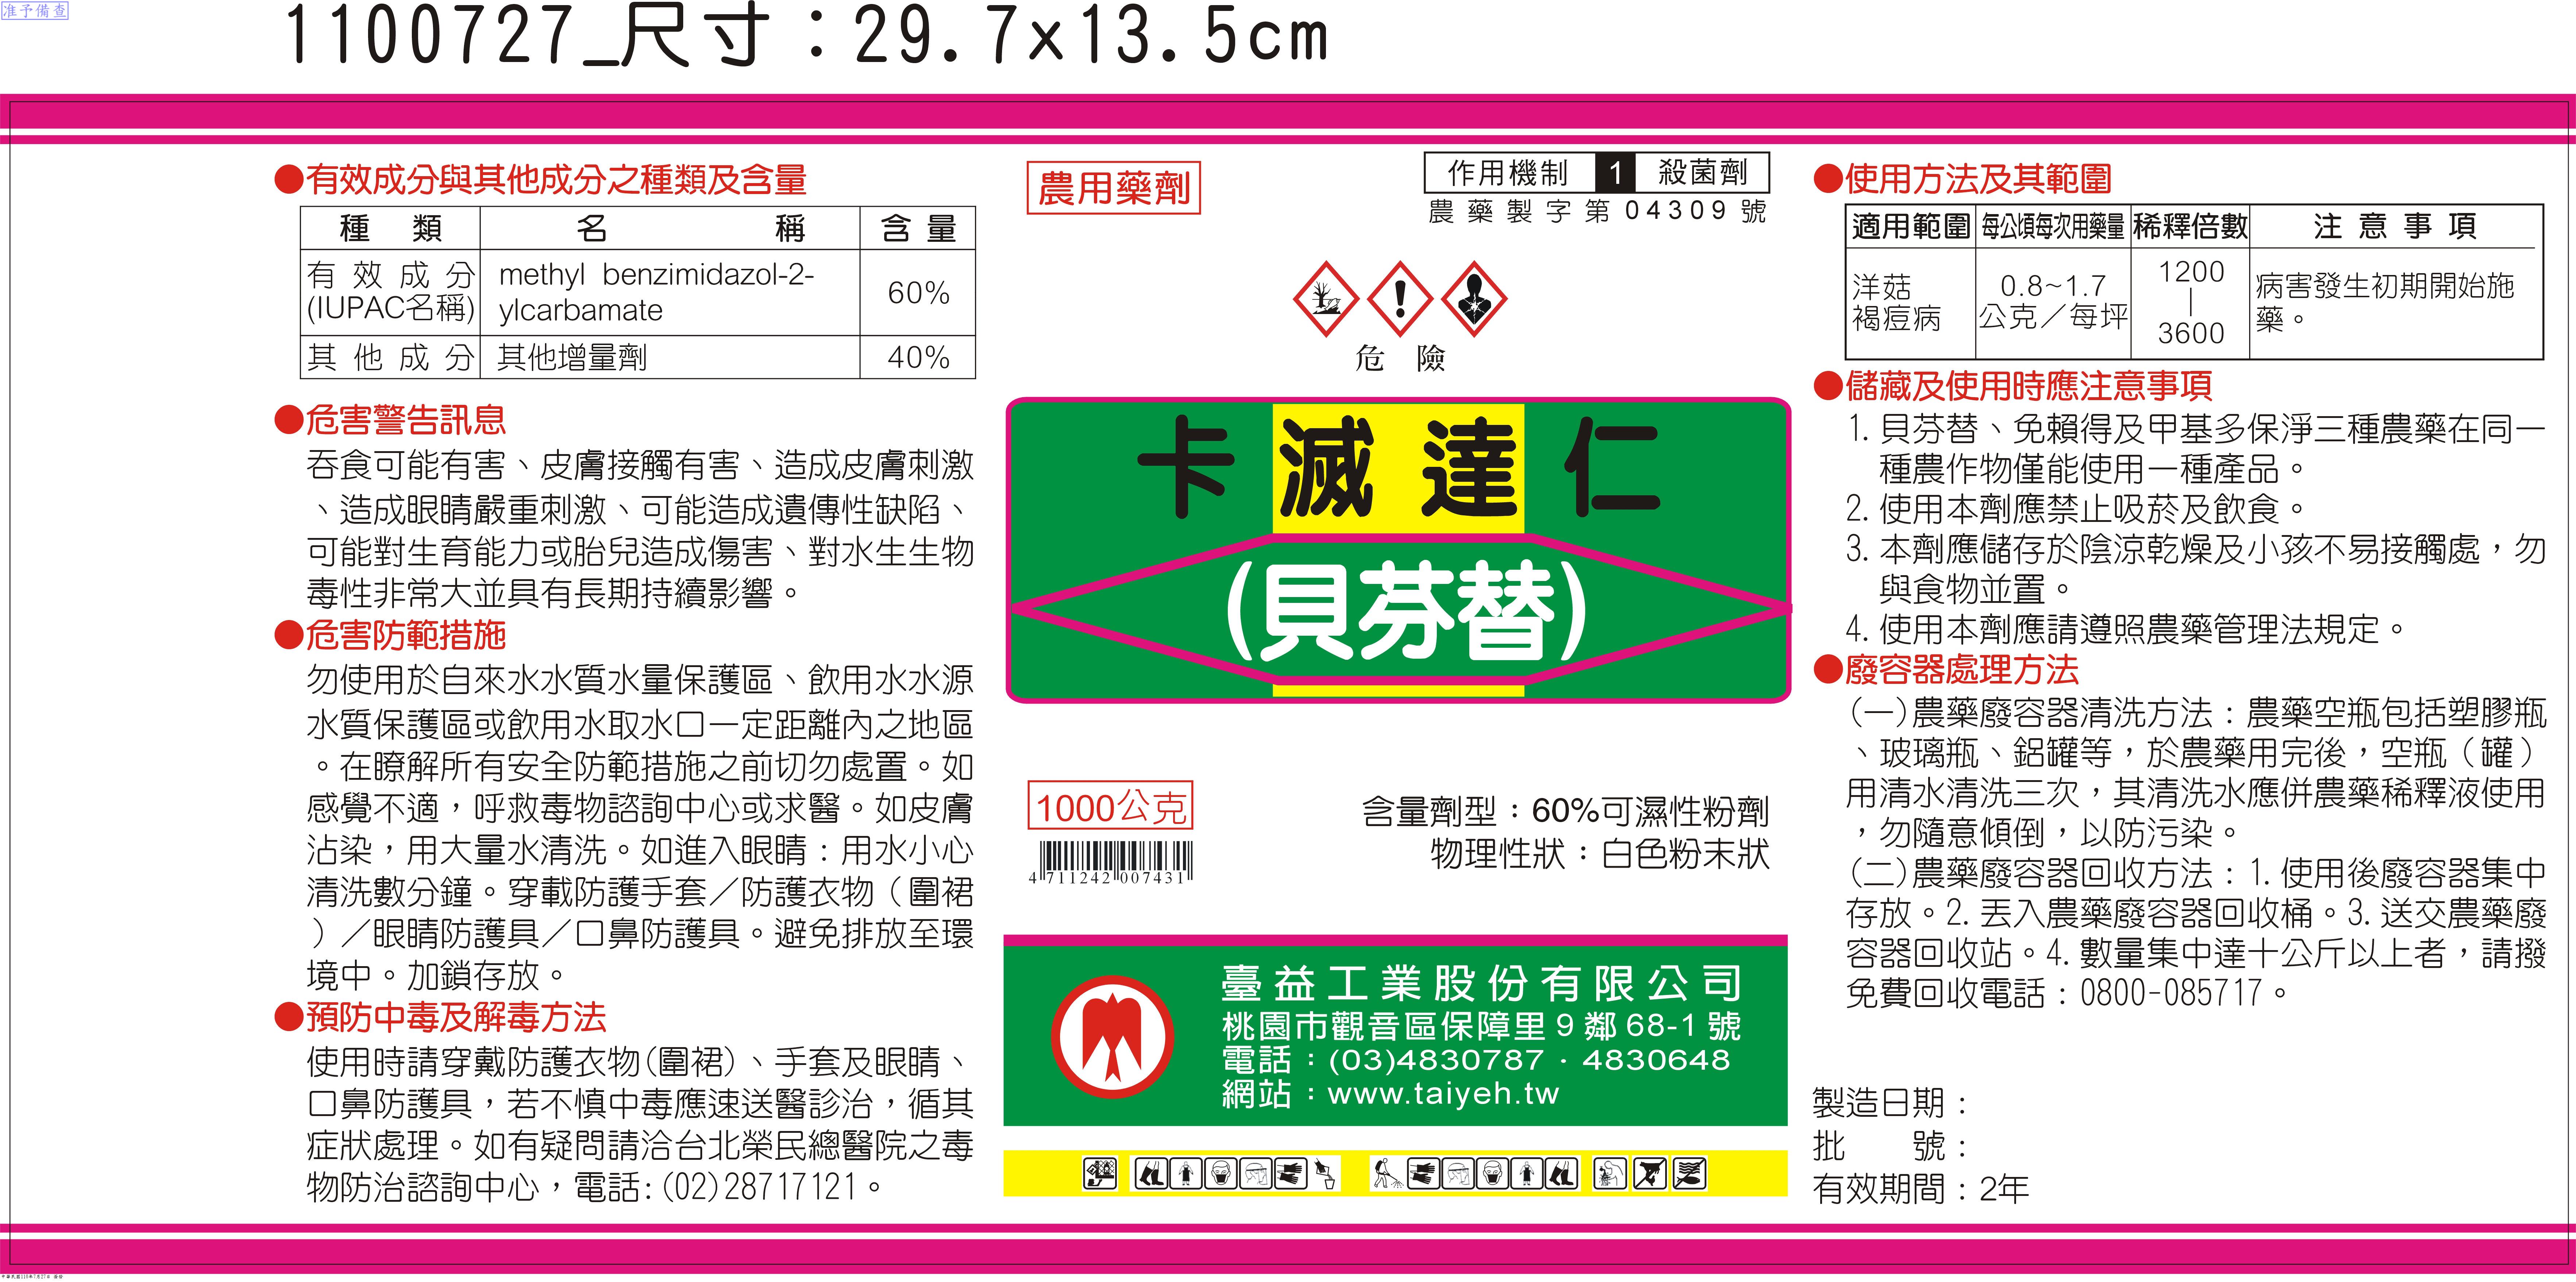 准予備查
1100727_尺寸：29.7x13.5cm
●有效成分與其他成分之種類及含量
種類 名稱 含量
有效成分 methyl benzimidazol-2- 60%
(IUPAC名稱) ylcarbamate
其他成分 其他增量劑 40%
●危害警告訊息
吞食可能有害、皮膚接觸有害、造成皮膚刺激
、造成眼睛嚴重刺激、可能造成遺傳性缺陷、
可能對生育能力或胎兒造成傷害、對水生生物
毒性非常大並具有長期持續影響。
●危害防範措施
勿使用於自來水水質水量保護區、飲用水水源
水質保護區或飲用水取水口一定距離內之地區
。在瞭解所有安全防範措施之前切勿處置。如
感覺不適，呼救毒物諮詢中心或求醫。如皮膚
沾染，用大量水清洗。如進入眼睛：用水小心
清洗數分鐘。穿載防護手套／防護衣物（圍裙
）／眼睛防護具／口鼻防護具。避免排放至環
境中。加鎖存放。
●預防中毒及解毒方法
使用時請穿戴防護衣物(圍裙)、手套及眼睛、
口鼻防護具，若不慎中毒應速送醫診治，循其
症狀處理。如有疑問請洽台北榮民總醫院之毒
物防治諮詢中心，電話:(02)28717121。
農用藥劑
作用機制 1 殺菌劑
農藥製字第04309號
危險
卡滅達仁
(貝芬替)
1000公克
4 711242 007431
含量劑型：60%可濕性粉劑
物理性狀：白色粉末狀
臺益工業股份有限公司
桃園市觀音區保障里9鄰68-1號
電話：(03)4830787．4830648
網站：www.taiyeh.tw
●使用方法及其範圍
適用範圍 每公頃每次用藥量 稀釋倍數 注意事項
洋菇 0.8~1.7 1200 病害發生初期開始施
褐痘病 公克／每坪 | 藥。
3600
●儲藏及使用時應注意事項
1. 貝芬替、免賴得及甲基多保淨三種農藥在同一
種農作物僅能使用一種產品。
2. 使用本劑應禁止吸菸及飲食。
3. 本劑應儲存於陰涼乾燥及小孩不易接觸處，勿
與食物並置。
4. 使用本劑應請遵照農藥管理法規定。
●廢容器處理方法
(一)農藥廢容器清洗方法：農藥空瓶包括塑膠瓶
、玻璃瓶、鋁罐等，於農藥用完後，空瓶（罐）
用清水清洗三次，其清洗水應併農藥稀釋液使用
，勿隨意傾倒，以防污染。
(二)農藥廢容器回收方法：1. 使用後廢容器集中
存放。2. 丟入農藥廢容器回收桶。3. 送交農藥廢
容器回收站。4. 數量集中達十公斤以上者，請撥
免費回收電話：0800-085717。
製造日期：
批號：
有效期間：2年